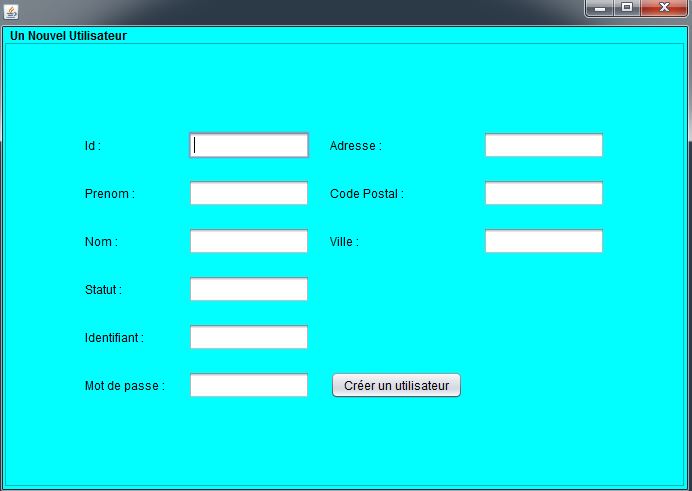 Un Nouvel Utilisateur
Id :
Adresse :
Prenom :
Code Postal :
Nom :
Ville :
Statut :
Identifiant :
Mot de passe :
Créer un utilisateur